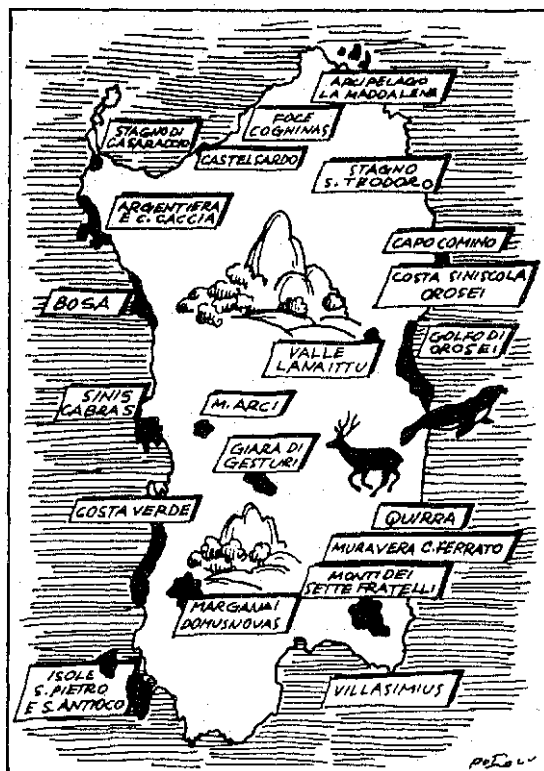 ARCIPELAGO
LA MADDALENA
FOCE
COGHINAS
STAGNO DI
CASARACCIO
CASTELSARDO
STAGNO
S. TEODORO
ARGENTIERA
E C. CACCIA
CAPO COMINO
COSTA SINISCOLA
OROSEI
BOSA
GOLFO DI
OROSEI
VALLE
LANAITTU
SINIS
CABRAS
M. ARCI
GIARA DI
GESTURI
COSTA VERDE
QUIRRA
MURAVERA C. FERRATO
MONTI DEI
SETTE FRATELLI
MARGANAI
DOMUSNOVAS
ISOLE
S. PIETRO
E S. ANTIOCO
VILLASIMIUS